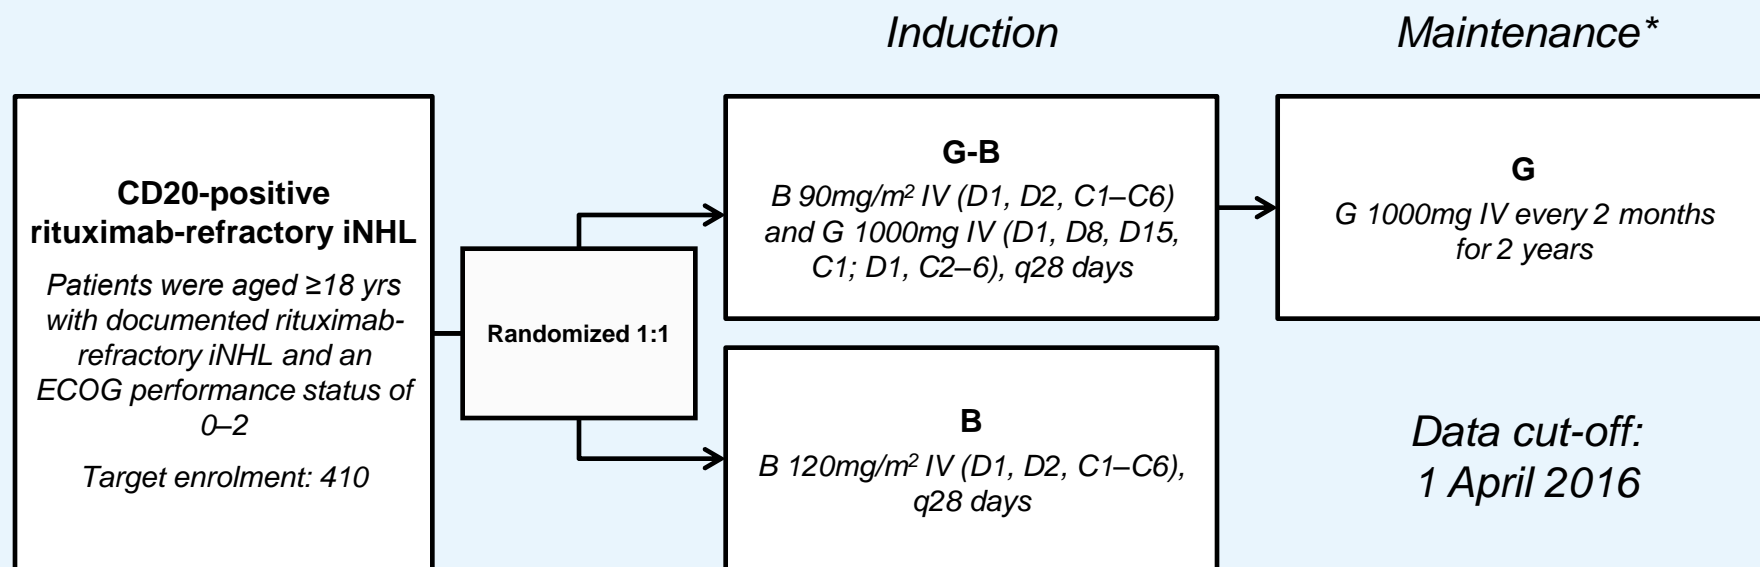 Induction
Maintenance*
CD20-positive
rituximab-refractory iNHL
Patients were aged ≥18 yrs
with documented rituximab-
refractory iNHL and an
ECOG performance status of
0–2
Target enrolment: 410
Randomized 1:1
G-B
B 90mg/m² IV (D1, D2, C1–C6)
and G 1000mg IV (D1, D8, D15,
C1; D1, C2–6), q28 days
G
G 1000mg IV every 2 months
for 2 years
B
B 120mg/m² IV (D1, D2, C1–C6),
q28 days
Data cut-off:
1 April 2016